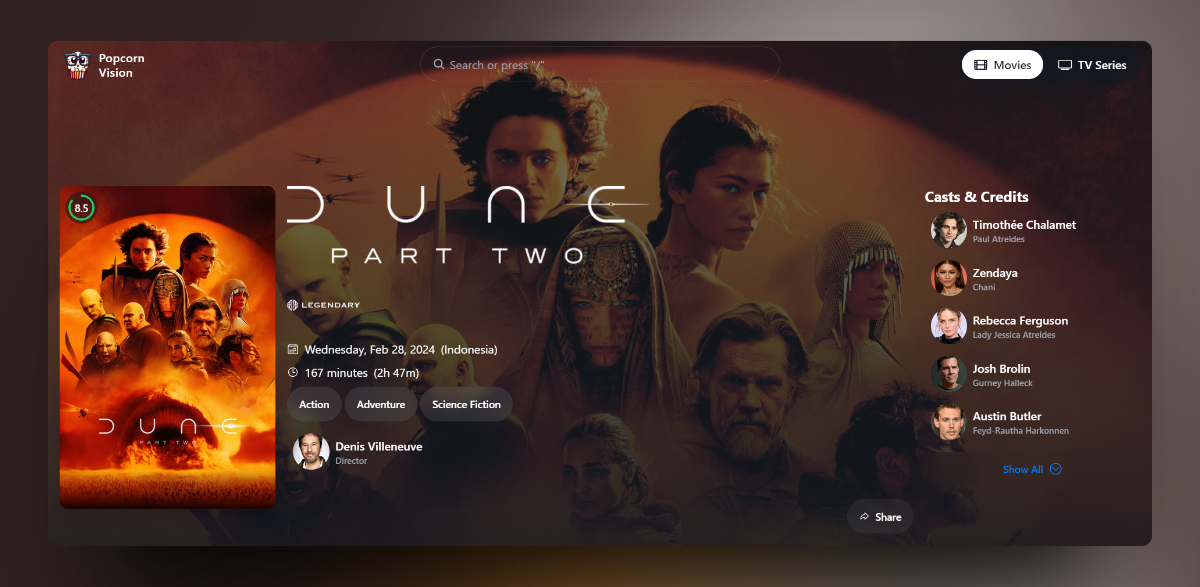 Popcorn
Vision
Search or press "/"
Movies
TV Series
8.5
DUNE
PART TWO
DUNE
PART TWO
LEGENDARY
Wednesday, Feb 28, 2024 (Indonesia)
167 minutes (2h 47m)
Action
Adventure
Science Fiction
Denis Villeneuve
Director
Casts & Credits
Timothée Chalamet
Paul Atreides
Zendaya
Chani
Rebecca Ferguson
Lady Jessica Atreides
Josh Brolin
Gurney Halleck
Austin Butler
Feyd-Rautha Harkonnen
Show All
Share